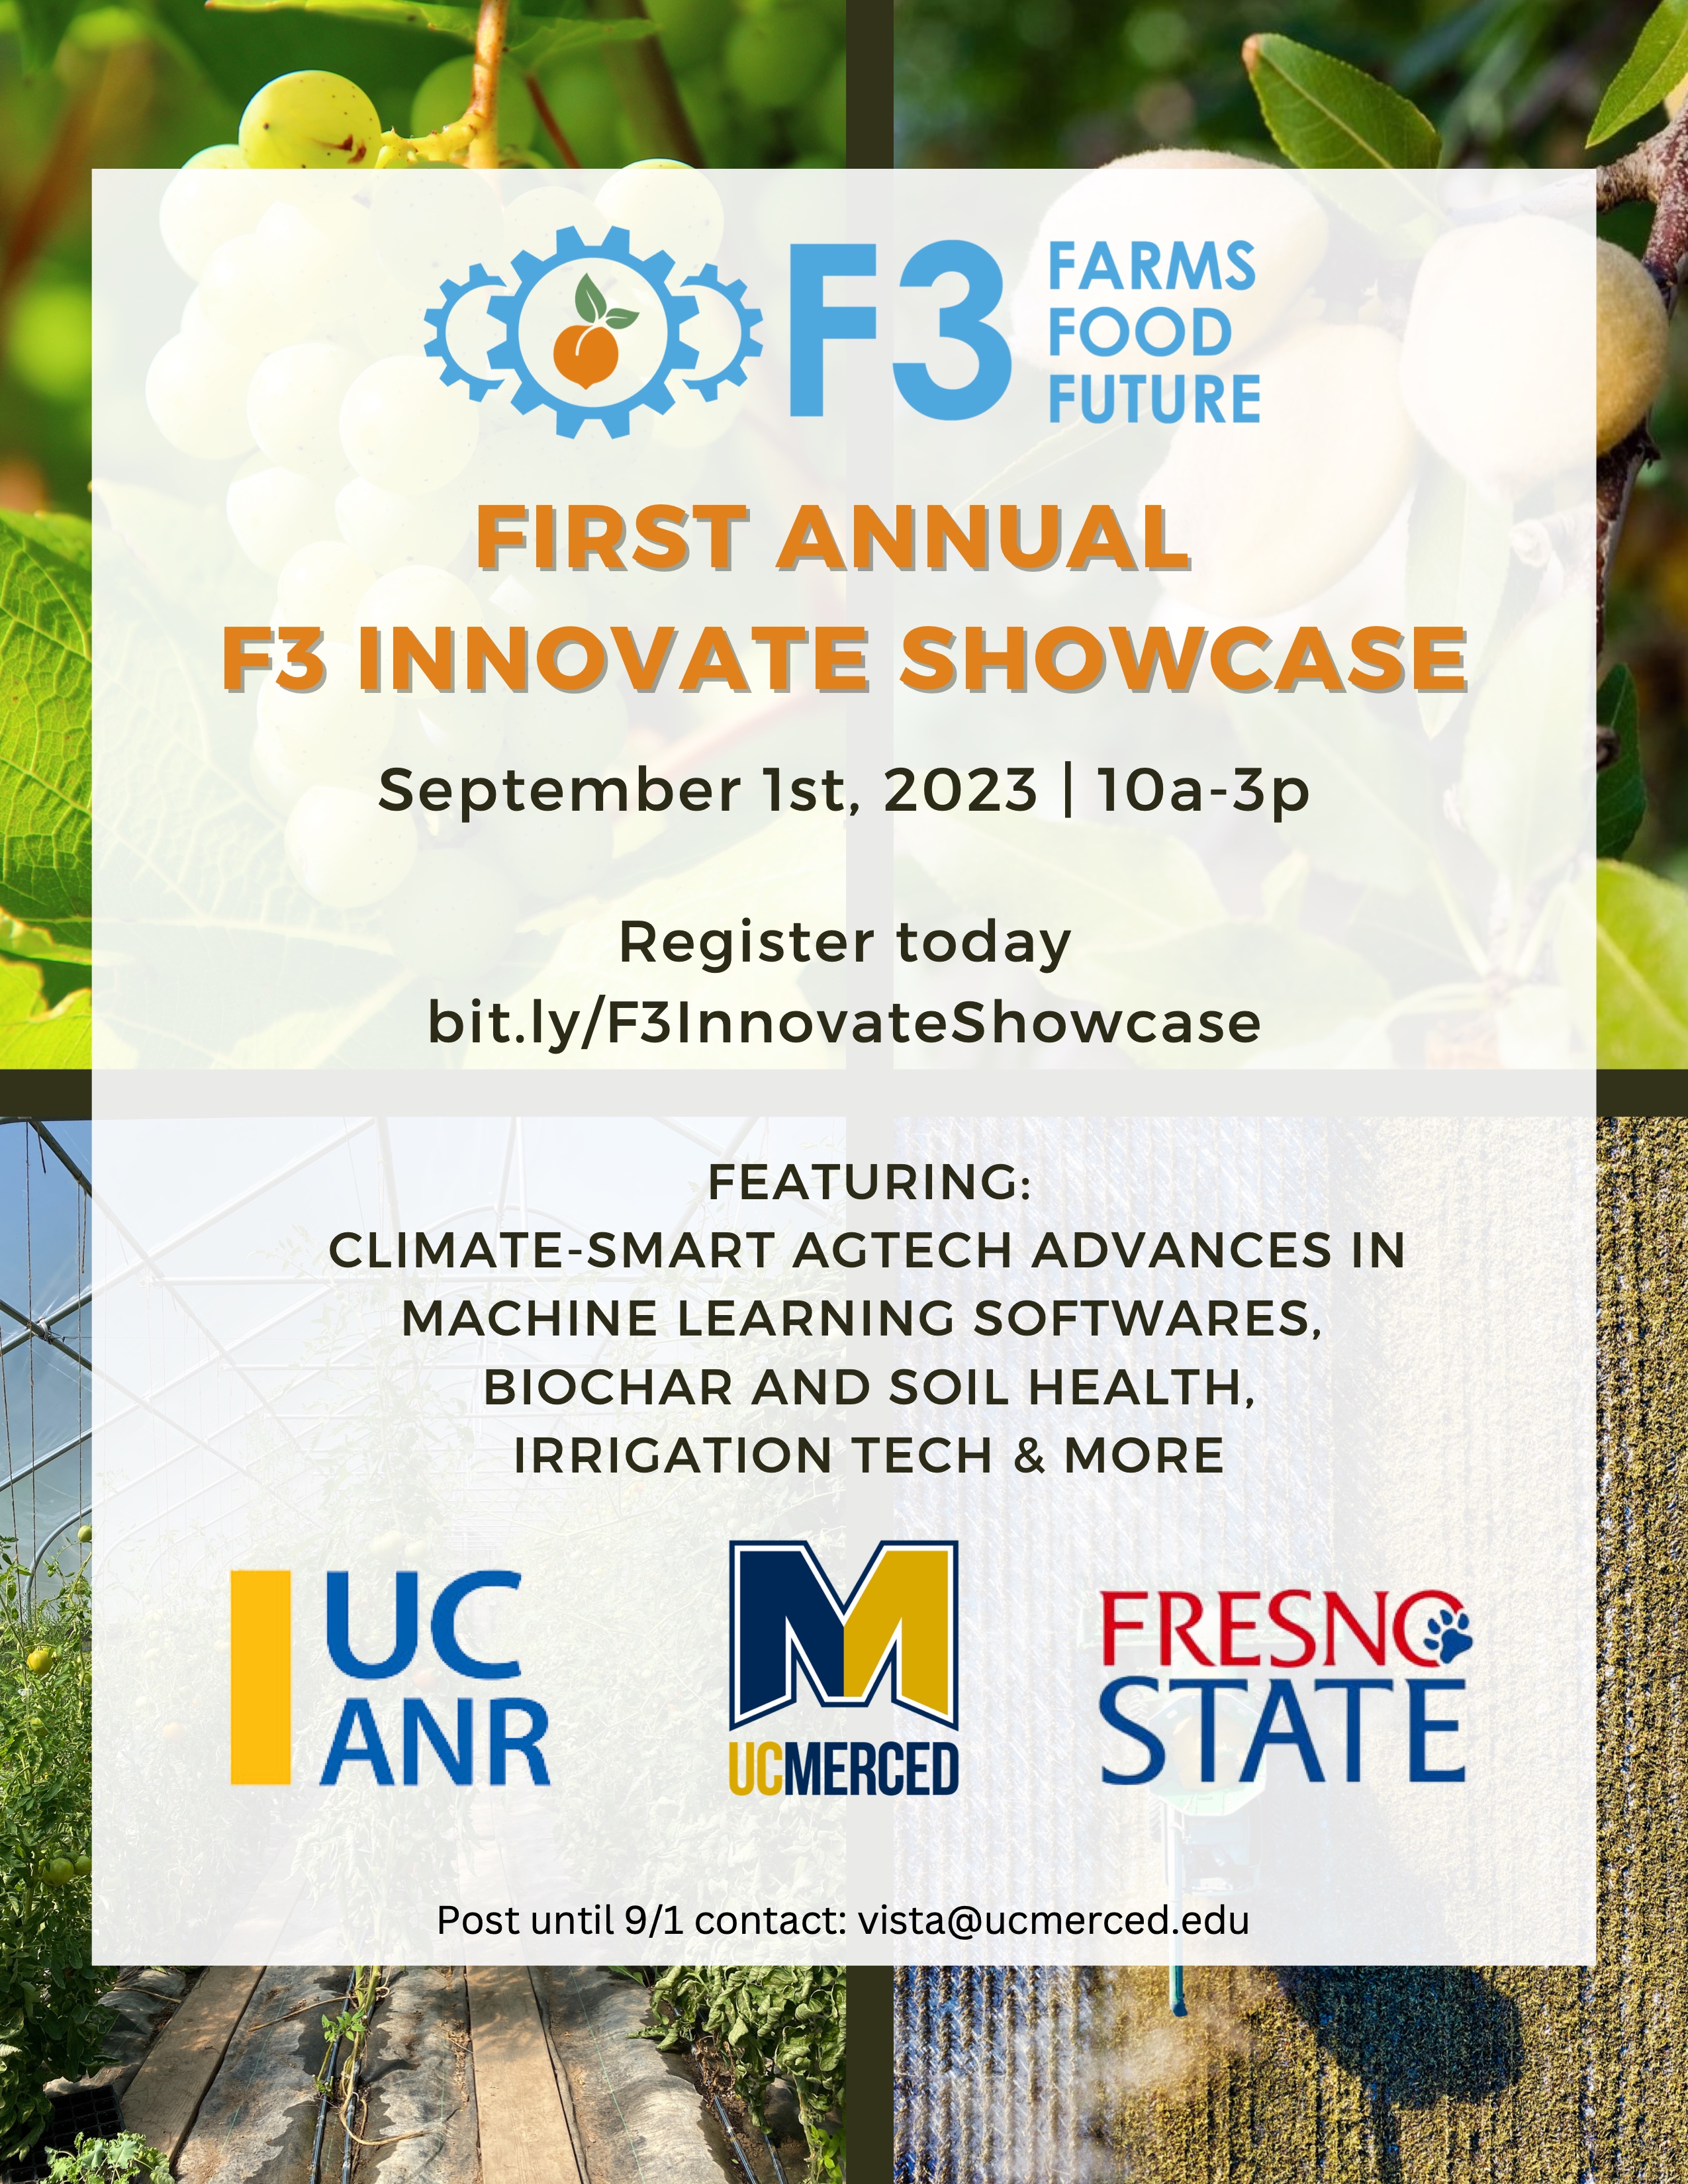 F3
FARMS
FOOD
FUTURE
FIRST ANNUAL
F3 INNOVATE SHOWCASE
September 1st, 2023 | 10a-3p
Register today
bit.ly/F3InnovateShowcase
FEATURING:
CLIMATE-SMART AGTECH ADVANCES IN
MACHINE LEARNING SOFTWARES,
BIOCHAR AND SOIL HEALTH,
IRRIGATION TECH & MORE
UC
ANR
M
UCMERCED
FRESNO
STATE
Post until 9/1 contact: vista@ucmerced.edu